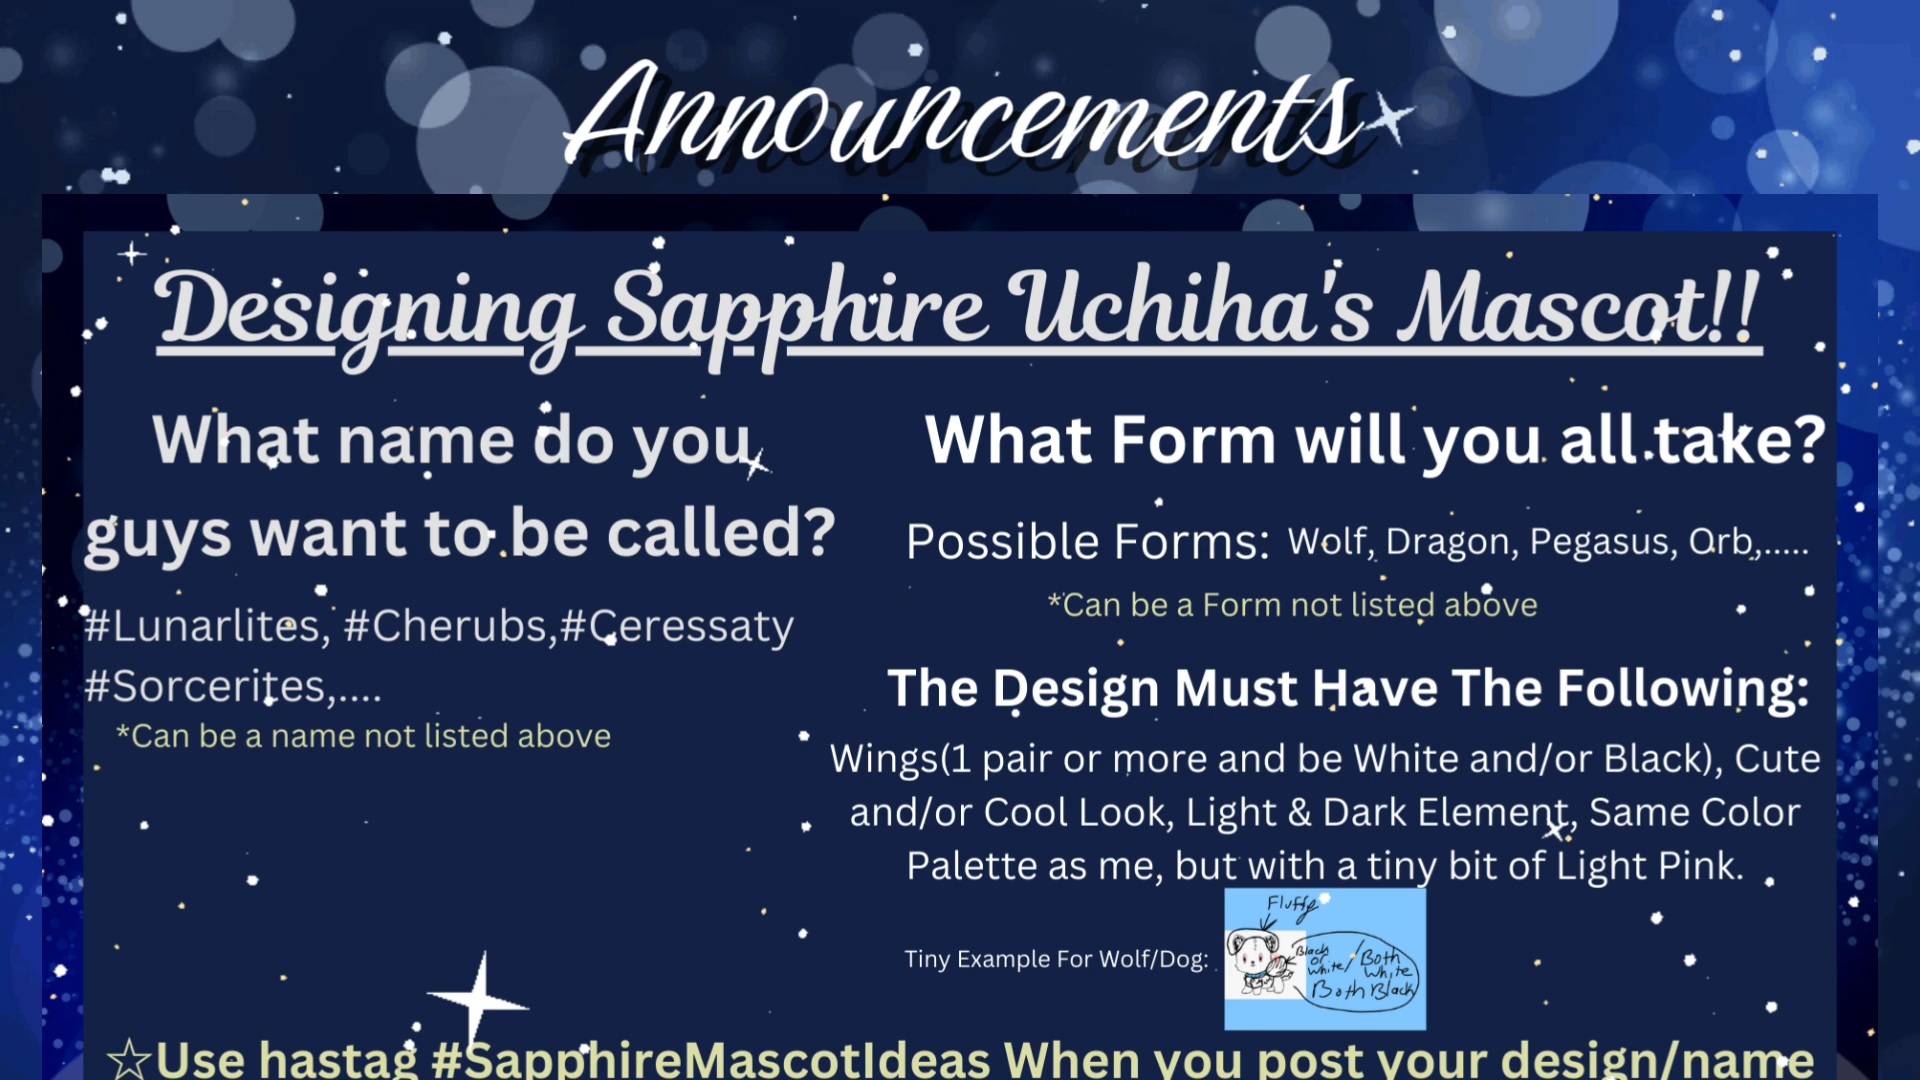 Announcements
Designing Sapphire Uchiha's Mascot!!
What name do you
guys want to be called?
#Lunarlites, #Cherubs,#Ceressaty
#Sorcerites,....
*Can be a name not listed above
What Form will you all take?
Possible Forms: Wolf, Dragon, Pegasus, Orb,.....
*Can be a Form not listed above
The Design Must Have The Following:
Wings(1 pair or more and be White and/or Black), Cute
and/or Cool Look, Light & Dark Element, Same Color
Palette as me, but with a tiny bit of Light Pink.
Tiny Example For Wolf/Dog:
Fluffy
Black
or
White/
Both
White
Both Black
☆Use hastag #SapphireMascotIdeas When you post your design/name